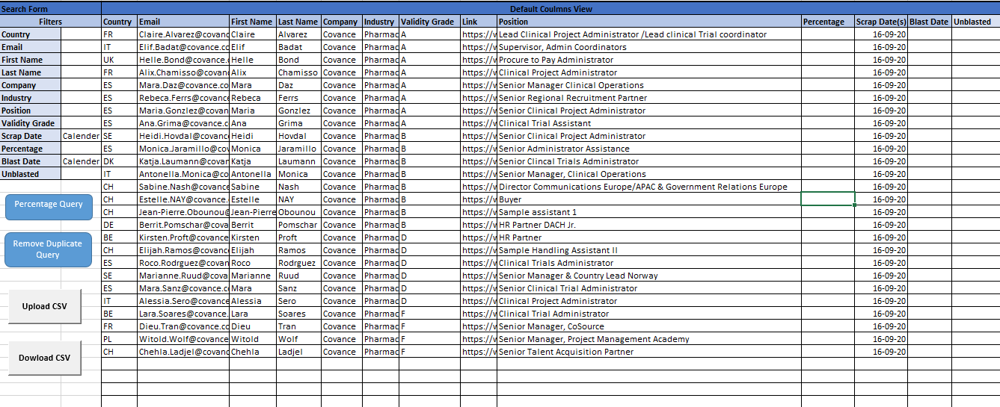 Search Form Default Coulmns View
Filters Country Email First Name Last Name Company Industry Validity Grade Link Position Percentage Scrap Date(s) Blast Date Unblasted
Country FR Claire.Alvarez@covanc Claire Alvarez Covance Pharmac A https://w Lead Clinical Project Administrator /Lead clinical Trial coordinator 16-09-20
Email IT Elif.Badat@covance.co Elif Badat Covance Pharmac A https://w Supervisor, Admin Coordinators 16-09-20
First Name UK Helle.Bond@covance. Helle Bond Covance Pharmac A https://w Procure to Pay Administrator 16-09-20
Last Name FR Alix.Chamisso@covan Alix Chamisso Covance Pharmac A https://w Clinical Project Administrator 16-09-20
Company ES Mara.Daz@covance.co Mara Daz Covance Pharmac A https://w Senior Manager Clinical Operations 16-09-20
Industry ES Rebeca.Ferrs@covance Rebeca Ferrs Covance Pharmac A https://w Senior Regional Recruitment Partner 16-09-20
Position ES Maria.Gonzlez@covan Maria Gonzlez Covance Pharmac A https://w Senior Clinical Project Administrator 16-09-20
Validity Grade ES Ana.Grima@covance.c Ana Grima Covance Pharmac A https://w Clinical Trial Assistant 16-09-20
Scrap Date Calender SE Heidi.Hovdal@covanc Heidi Hovdal Covance Pharmac B https://w Senior Clinical Project Administrator 16-09-20
Percentage ES Monica.Jaramillo@cov Monica Jaramillo Covance Pharmac B https://w Senior Administrator Assistance 16-09-20
Blast Date Calender DK Katja.Laumann@covar Katja Laumann Covance Pharmac B https://w Senior Clincal Trials Administrator 16-09-20
Unblasted IT Antonella.Monica@co Antonella Monica Covance Pharmac B https://w Senior Manager, Clinical Operations 16-09-20
CH Sabine.Nash@covance Sabine Nash Covance Pharmac B https://w Director Communications Europe/APAC & Government Relations Europe 16-09-20
Percentage Query CH Estelle.NAY@covance. Estelle NAY Covance Pharmac B https://w Buyer 16-09-20
CH Jean-Pierre.Obounou@ Jean-Pierre Obounou Covance Pharmac B https://w Sample assistant 1 16-09-20
DE Berrit.Pomschar@cova Berrit Pomschar Covance Pharmac B https://w HR Partner DACH Jr. 16-09-20
BE Kirsten.Proft@covance Kirsten Proft Covance Pharmac D https://w HR Partner 16-09-20
Remove Duplicate
Query
CH Elijah.Ramos@covance Elijah Ramos Covance Pharmac D https://w Sample Handling Assistant II 16-09-20
ES Roco.Rodrguez@covan Roco Rodrguez Covance Pharmac D https://w Clinical Trials Administrator 16-09-20
SE Marianne.Ruud@cova Marianne Ruud Covance Pharmac D https://w Senior Manager & Country Lead Norway 16-09-20
ES Mara.Sanz@covance.c Mara Sanz Covance Pharmac D https://w Senior Clinical Trial Administrator 16-09-20
IT Alessia.Sero@covance Alessia Sero Covance Pharmac D https://w Clinical Project Administrator 16-09-20
Upload CSV BE Lara.Soares@covance. Lara Soares Covance Pharmac F https://w Clinical Trial Administrator 16-09-20
FR Dieu.Tran@covance.cc Dieu Tran Covance Pharmac F https://w Senior Manager, CoSource 16-09-20
PL Witold.Wolf@covance Witold Wolf Covance Pharmac F https://w Senior Manager, Project Management Academy 16-09-20
CH Chehla.Ladjel@covanc Chehla Ladjel Covance Pharmac F https://w Senior Talent Acquisition Partner 16-09-20
Dowload CSV